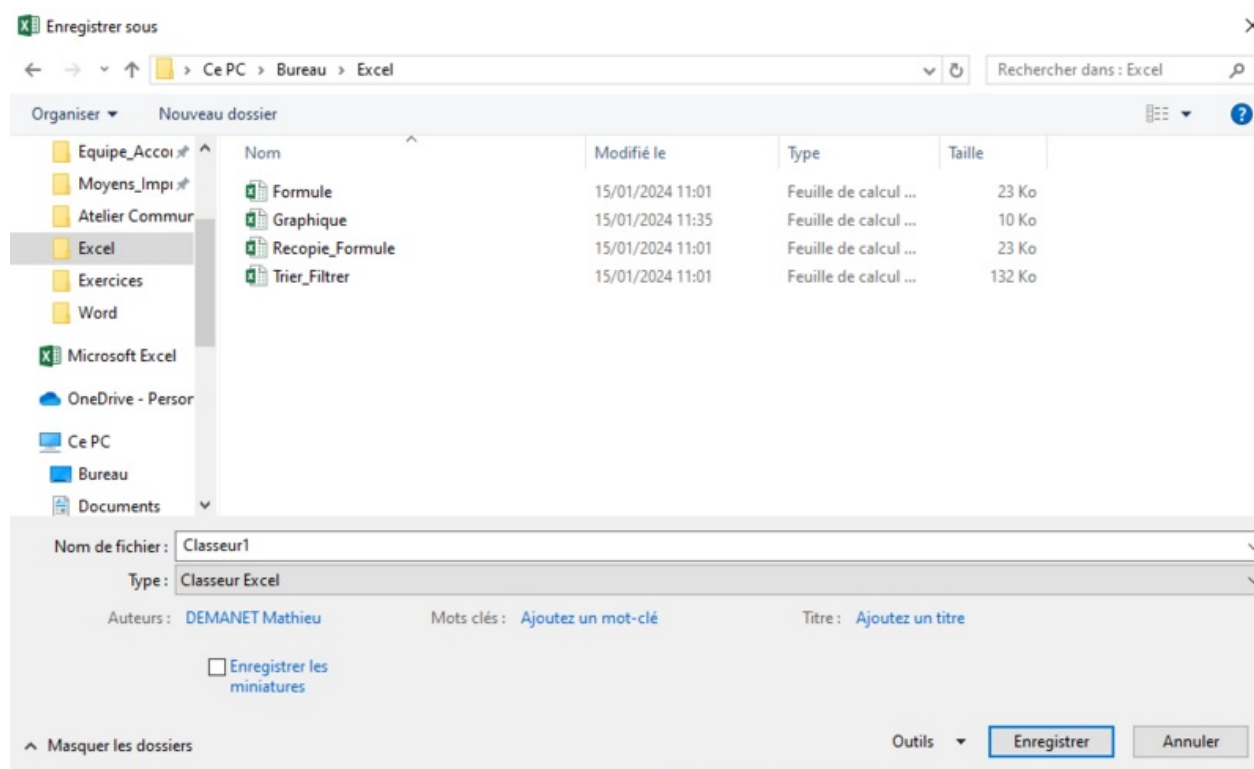 Enregistrer sous
Ce PC > Bureau > Excel
Rechercher dans : Excel
Organiser
Nouveau dossier
Nom Modifié le Type Taille
Formule 15/01/2024 11:01 Feuille de calcul ... 23 Ko
Graphique 15/01/2024 11:35 Feuille de calcul ... 10 Ko
Recopie_Formule 15/01/2024 11:01 Feuille de calcul ... 23 Ko
Trier_Filtrer 15/01/2024 11:01 Feuille de calcul ... 132 Ko
Equipe_Accor
Moyens_Impr
Atelier Commun
Excel
Exercices
Word
Microsoft Excel
OneDrive - Person
Ce PC
Bureau
Documents
Nom de fichier : Classeur1
Type : Classeur Excel
Auteurs : DEMANET Mathieu Mots clés : Ajoutez un mot-clé Titre : Ajoutez un titre
Enregistrer les
miniatures
Masquer les dossiers
Outils Enregistrer Annuler